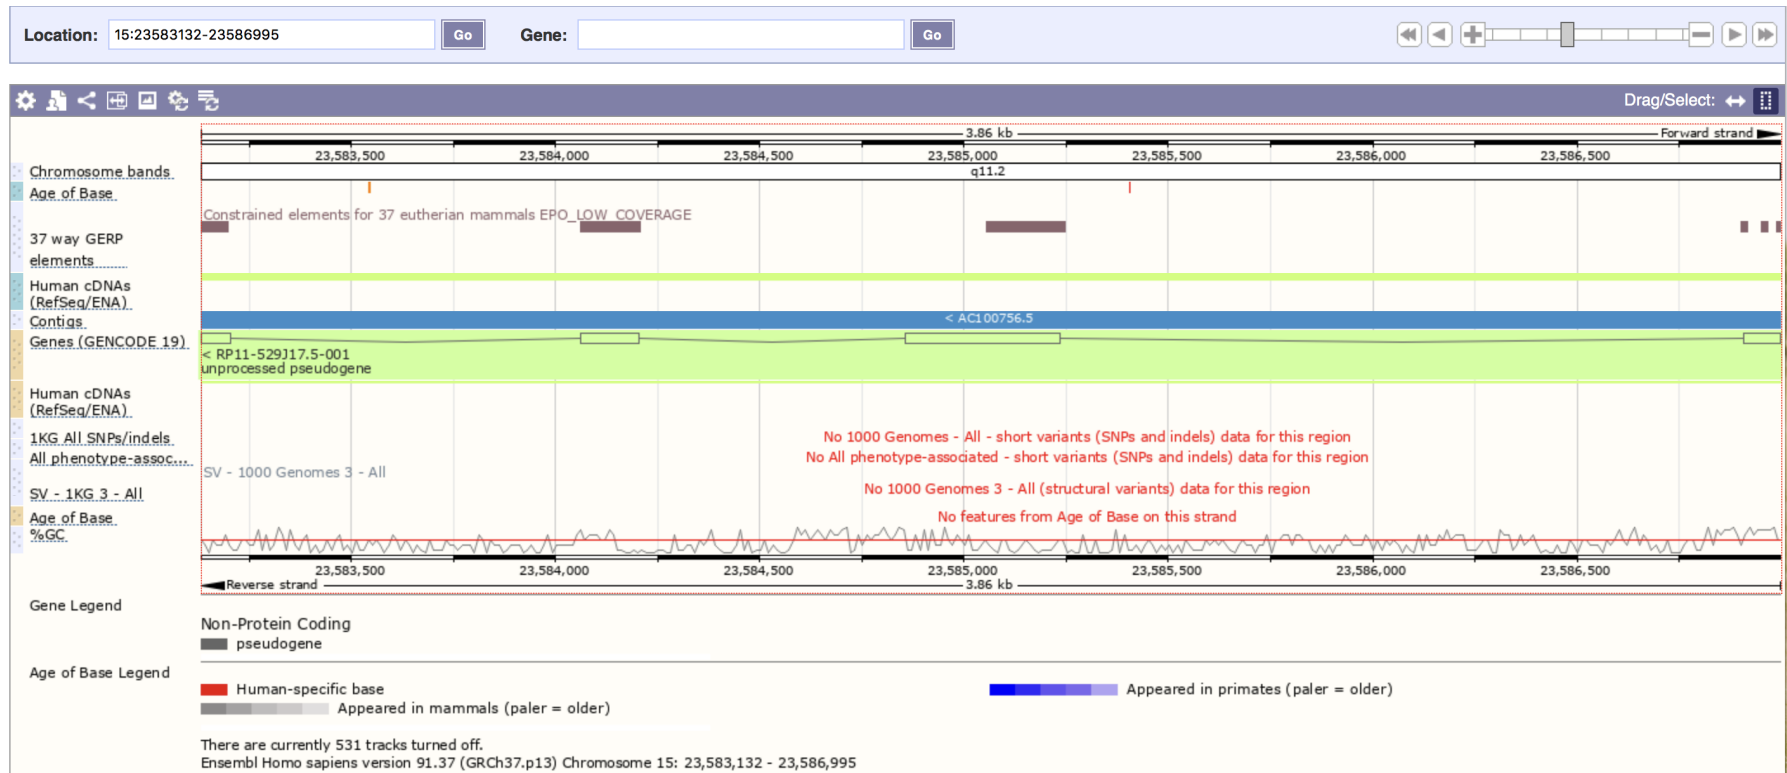 Location: 15:23583132-23586995 Go Gene: Go
Drag/Select:
3.86 kb Forward strand
23,583,500 23,584,000 23,584,500 23,585,000 23,585,500 23,586,000 23,586,500
Chromosome bands q11.2
Age of Base
Constrained elements for 37 eutherian mammals EPO_LOW_COVERAGE
37 way GERP
elements
Human cDNAs
(RefSeq/ENA)
Contigs < AC100756.5
Genes (GENCODE 19)
< RP11-529J17.5-001
unprocessed pseudogene
Human cDNAs
(RefSeq/ENA)
1KG All SNPs/indels No 1000 Genomes - All - short variants (SNPs and indels) data for this region
All phenotype-assoc... No All phenotype-associated - short variants (SNPs and indels) data for this region
SV - 1000 Genomes 3 - All
SV - 1KG 3 - All No 1000 Genomes 3 - All (structural variants) data for this region
Age of Base No features from Age of Base on this strand
%GC
23,583,500 23,584,000 23,584,500 23,585,000 23,585,500 23,586,000 23,586,500
Reverse strand 3.86 kb
Gene Legend
Non-Protein Coding
pseudogene
Age of Base Legend
Human-specific base Appeared in primates (paler = older)
Appeared in mammals (paler = older)
There are currently 531 tracks turned off.
Ensembl Homo sapiens version 91.37 (GRCh37.p13) Chromosome 15: 23,583,132 - 23,586,995